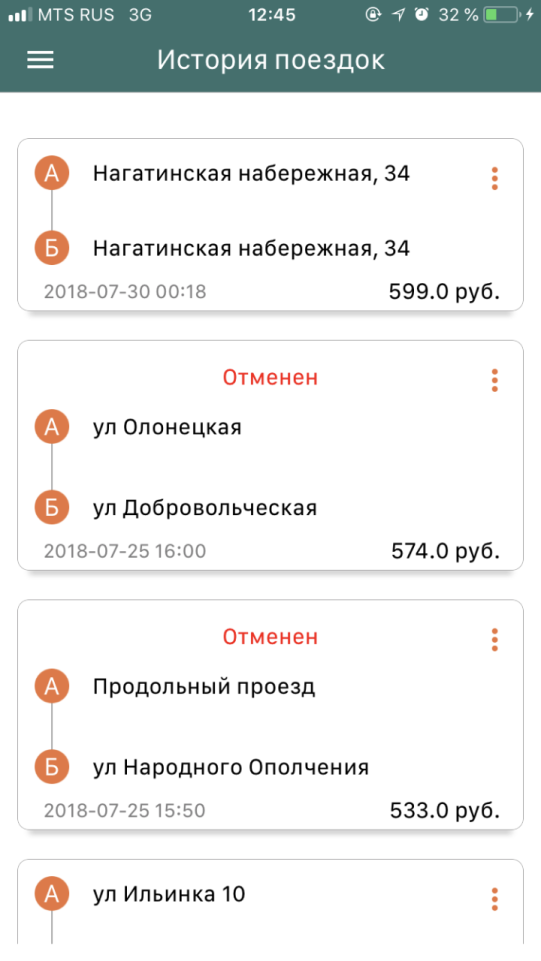 MTS RUS 3G 12:45 32 %
История поездок
А Нагатинская набережная, 34
Б Нагатинская набережная, 34
2018-07-30 00:18 599.0 руб.
Отменен
А ул Олонецкая
Б ул Добровольческая
2018-07-25 16:00 574.0 руб.
Отменен
А Продольный проезд
Б ул Народного Ополчения
2018-07-25 15:50 533.0 руб.
А ул Ильинка 10